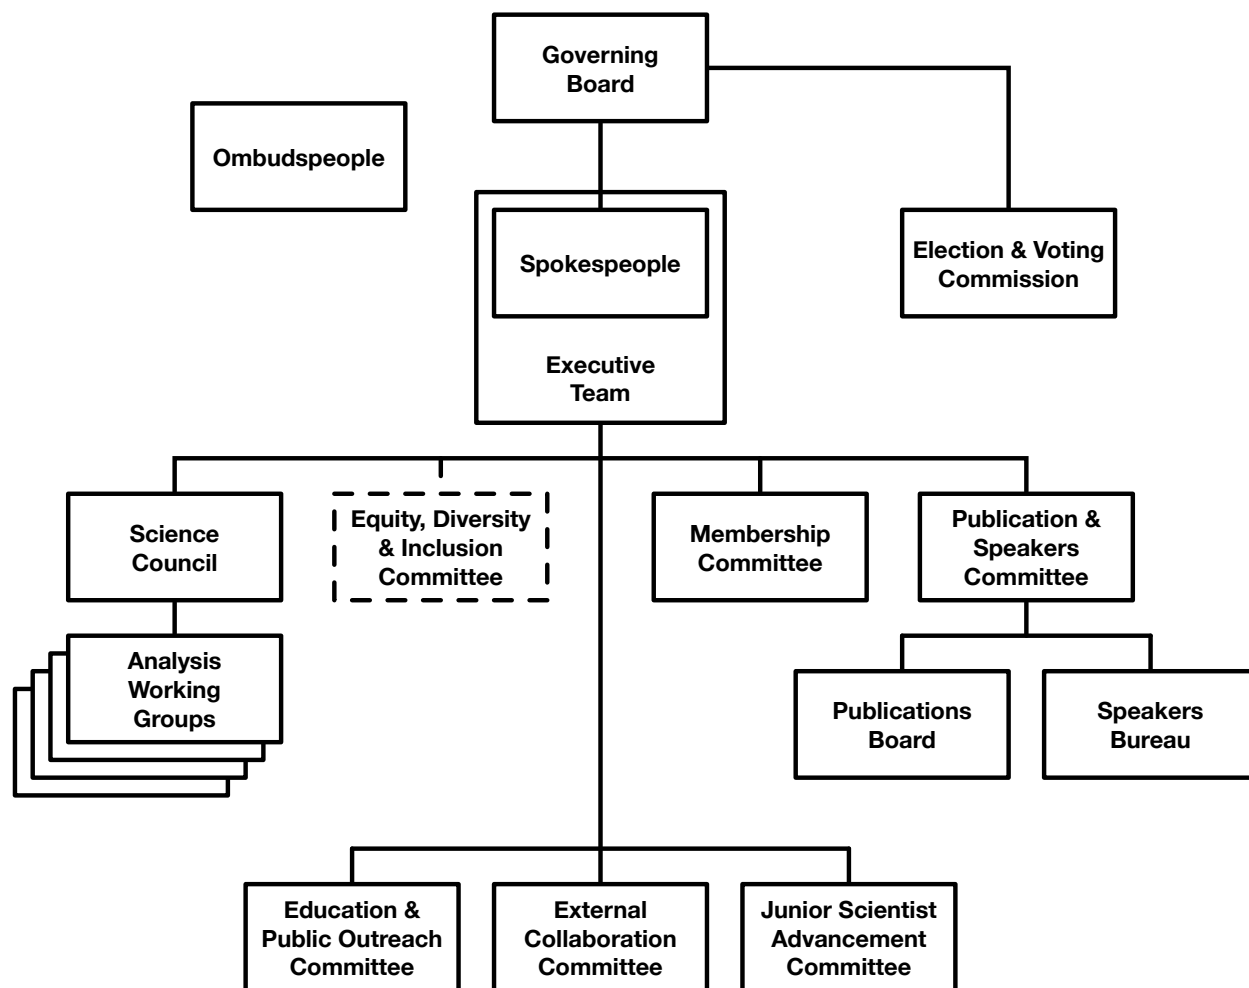 Governing
Board
Ombudspeople
Spokespeople
Election & Voting
Commission
Executive
Team
Science
Council
Equity, Diversity
& Inclusion
Committee
Membership
Committee
Publication &
Speakers
Committee
Analysis
Working
Groups
Publications
Board
Speakers
Bureau
Education &
Public Outreach
Committee
External
Collaboration
Committee
Junior Scientist
Advancement
Committee